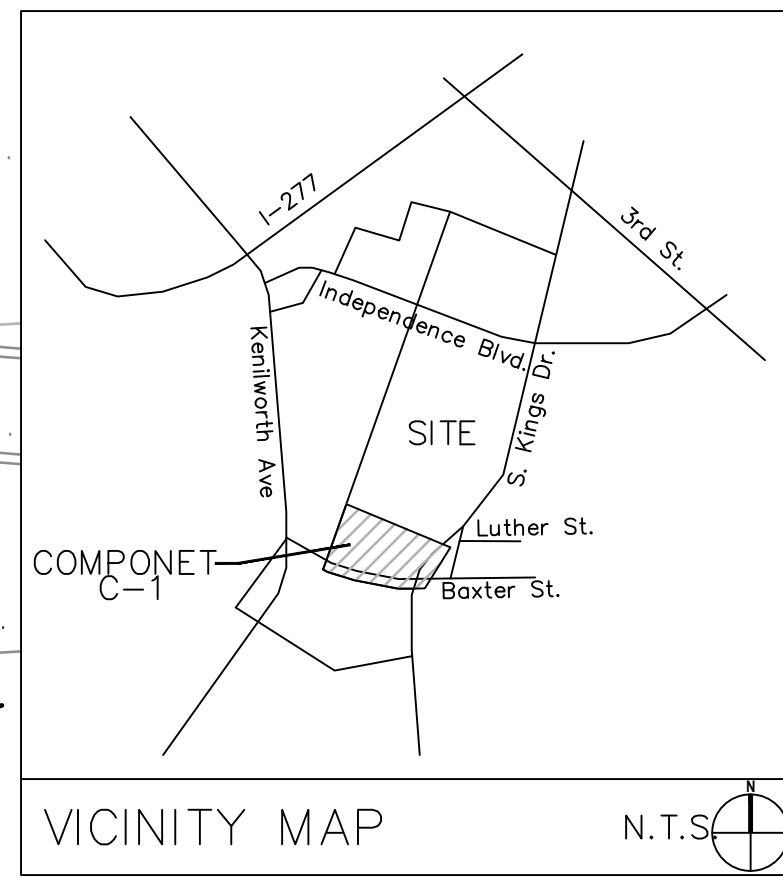 I-277
3rd St.
Independence Blvd.
Kenilworth Ave
S. Kings Dr.
SITE
Luther St.
COMPONET
C-1
Baxter St.
VICINITY MAP
N.T.S.
N